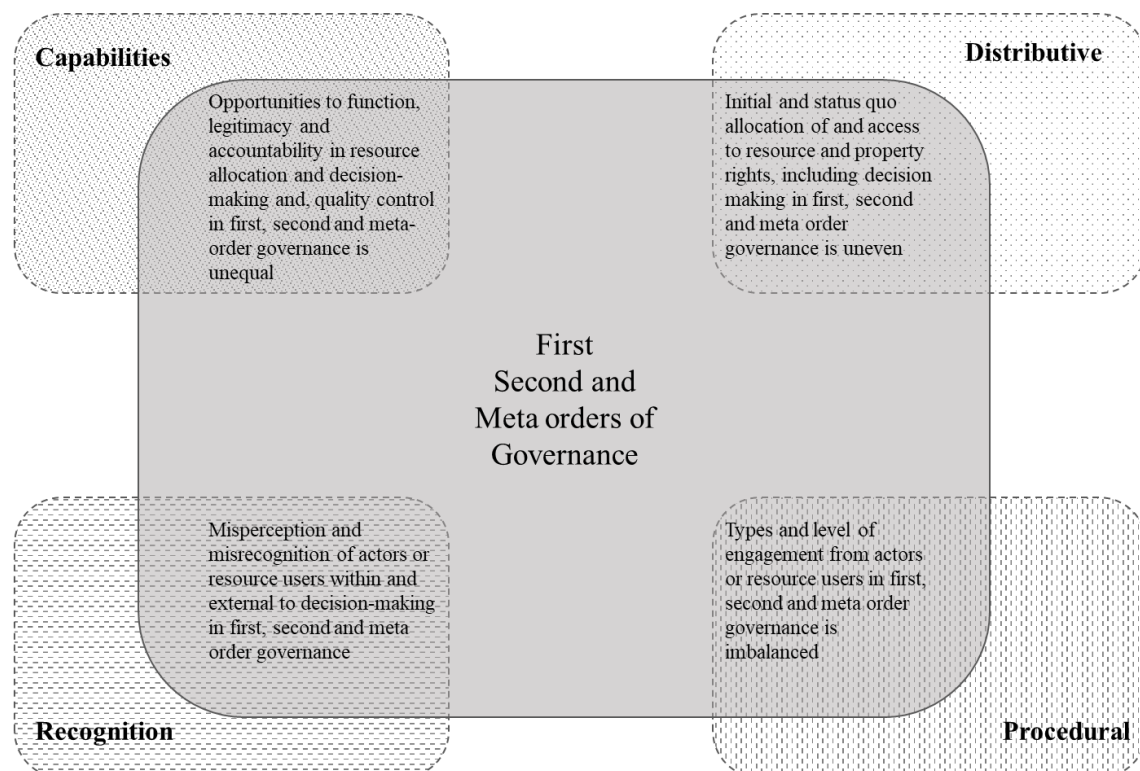 Capabilities
Opportunities to function,
legitimacy and
accountability in resource
allocation and decision-
making and, quality control
in first, second and meta-
order governance is
unequal
Distributive
Initial and status quo
allocation of and access
to resource and property
rights, including decision
making in first, second
and meta order
governance is uneven
First
Second and
Meta orders of
Governance
Misperception and
misrecognition of actors or
resource users within and
external to decision-making
in first, second and meta
order governance
Recognition
Types and level of
engagement from actors
or resource users in first,
second and meta order
governance is
imbalanced
Procedural